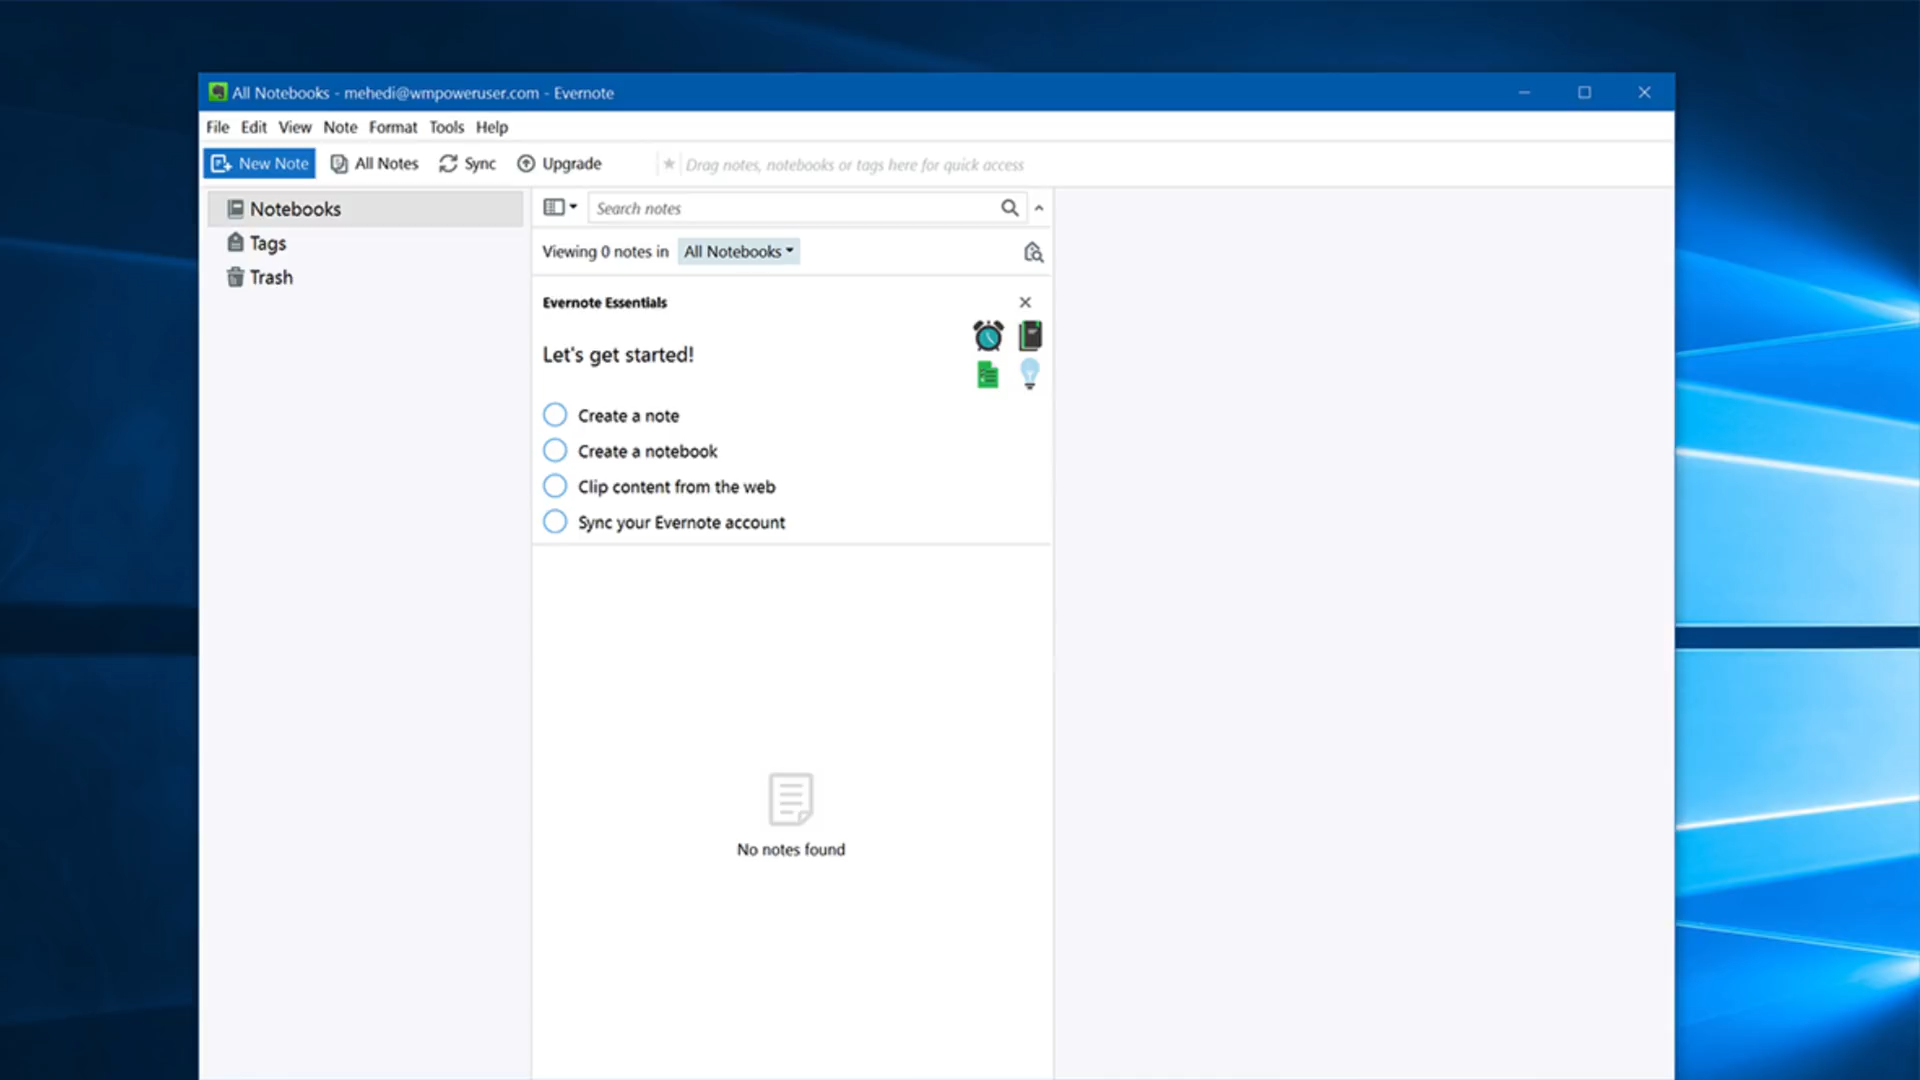 All Notebooks - mehedi@wmpoweruser.com - Evernote
File Edit View Note Format Tools Help
New Note All Notes Sync Upgrade Drag notes, notebooks or tags here for quick access
Notebooks
Tags
Trash
Search notes
Viewing 0 notes in All Notebooks
Evernote Essentials
Let's get started!
Create a note
Create a notebook
Clip content from the web
Sync your Evernote account
No notes found